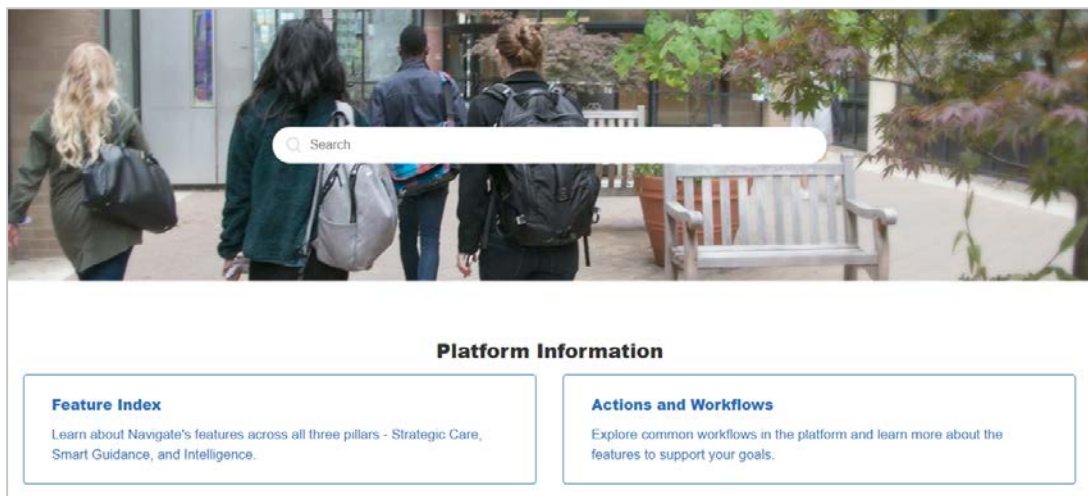 Search
Platform Information
Feature Index
Learn about Navigate's features across all three pillars - Strategic Care,
Smart Guidance, and Intelligence.
Actions and Workflows
Explore common workflows in the platform and learn more about the
features to support your goals.